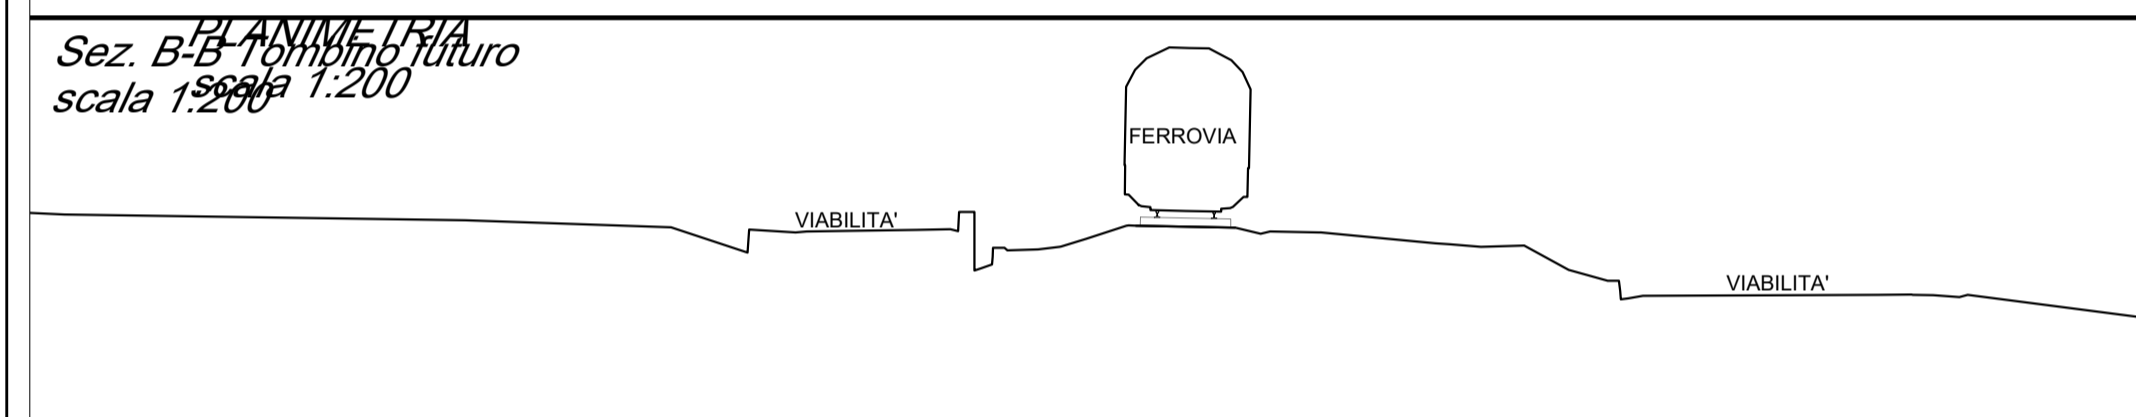 PLANIMETRIA
Sez. B-B Tombino futuro
scala 1:200
scala 1:200
FERROVIA
VIABILITA'
VIABILITA'